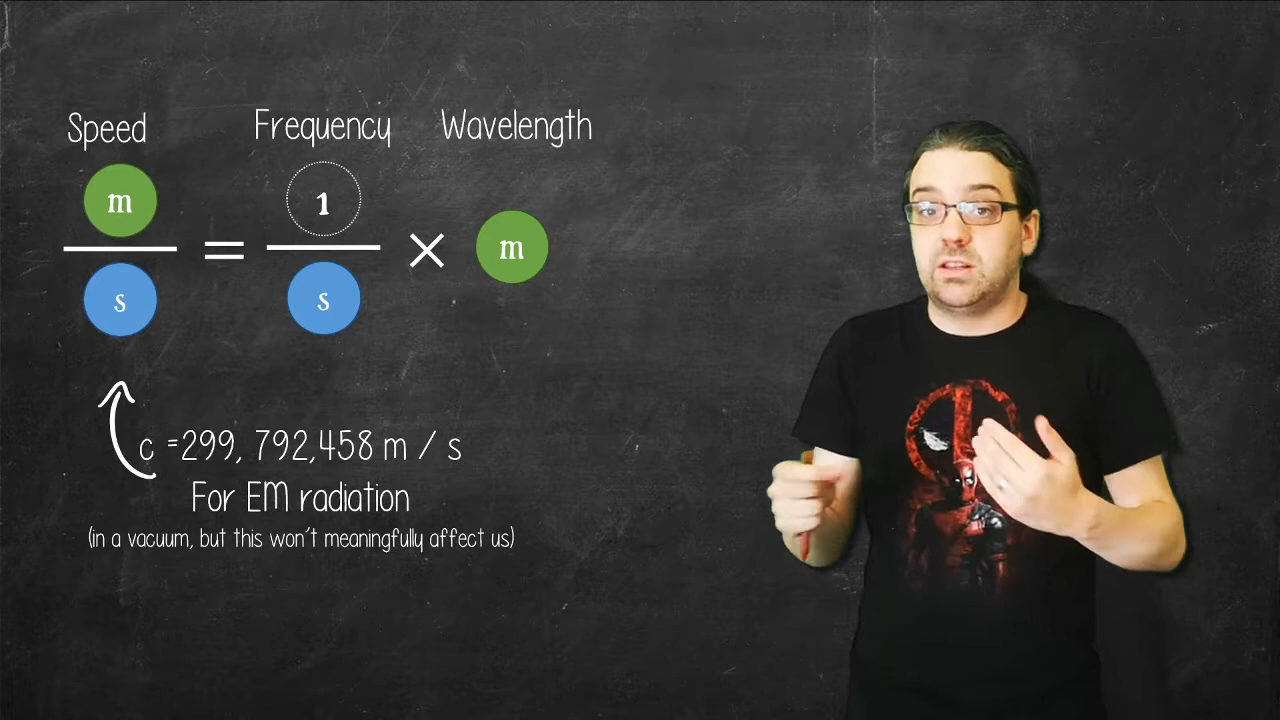 Speed Frequency Wavelength
m 1
= × m
s s
c =299, 792,458 m / s
For EM radiation
(in a vacuum, but this won't meaningfully affect us)